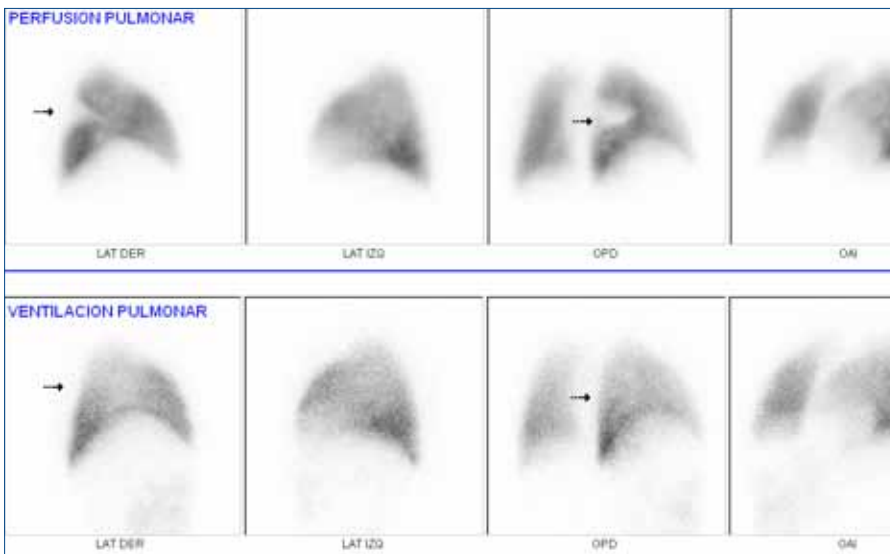 PERFUSION PULMONAR
LAT DER
LAT IZQ
OPD
OAI
VENTILACION PULMONAR
LAT DER
LAT IZQ
OPD
OAI